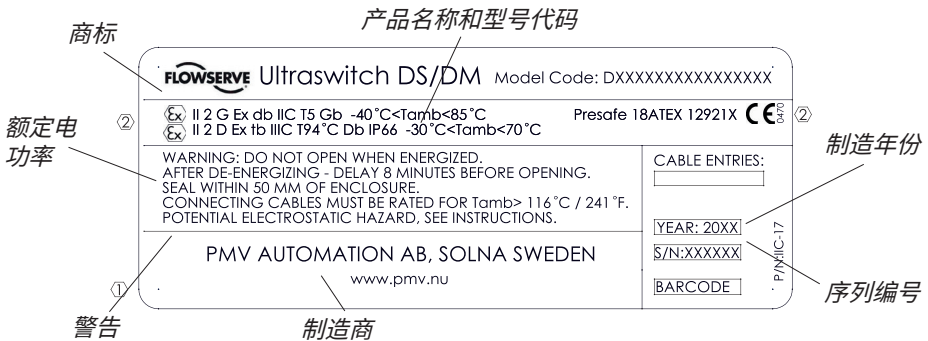 产品名称和型号代码
商标
FLOWSERVE Ultraswitch DS/DM Model Code: DXXXXXXXXXXXXXXXX
2 Ex II 2 G Ex db IIC T5 Gb -40°C<Tamb<85°C Presafe 18ATEX 12921X CE 0470 2
Ex II 2 D Ex tb IIIC T94°C Db IP66 -30°C<Tamb<70°C
额定电
功率
制造年份
WARNING: DO NOT OPEN WHEN ENERGIZED.
AFTER DE-ENERGIZING - DELAY 8 MINUTES BEFORE OPENING.
SEAL WITHIN 50 MM OF ENCLOSURE.
CONNECTING CABLES MUST BE RATED FOR Tamb> 116°C / 241°F.
POTENTIAL ELECTROSTATIC HAZARD, SEE INSTRUCTIONS.
CABLE ENTRIES:
YEAR: 20XX
S/N:XXXXXX
BARCODE
P/N:IIC-17
PMV AUTOMATION AB, SOLNA SWEDEN
www.pmv.nu
1
序列编号
警告
制造商